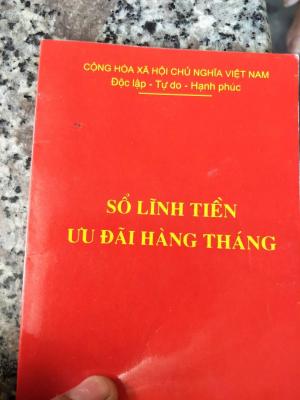 CỘNG HÒA XÃ HỘI CHỦ NGHĨA VIỆT NAM
Độc lập - Tự do - Hạnh phúc
SỔ LĨNH TIỀN
ƯU ĐÃI HÀNG THÁNG